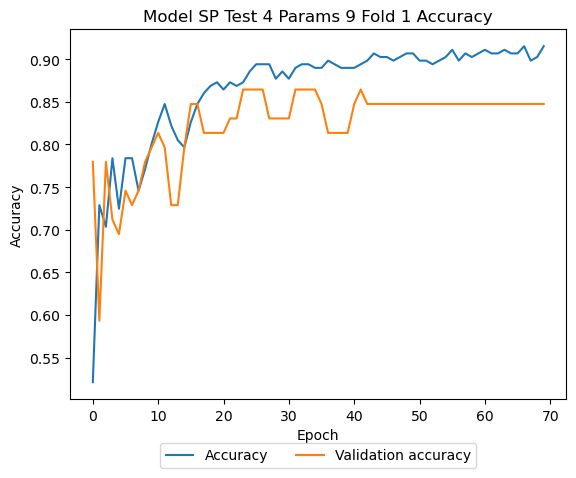 Model SP Test 4 Params 9 Fold 1 Accuracy
0.90
0.85
0.80
0.75
0.70
0.65
0.60
0.55
Accuracy
0 10 20 30 40 50 60 70
Epoch
Accuracy Validation accuracy